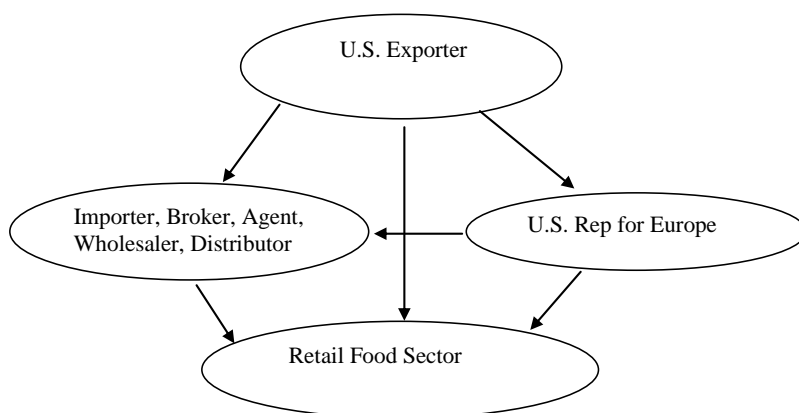 U.S. Exporter
Importer, Broker, Agent,
Wholesaler, Distributor
U.S. Rep for Europe
Retail Food Sector